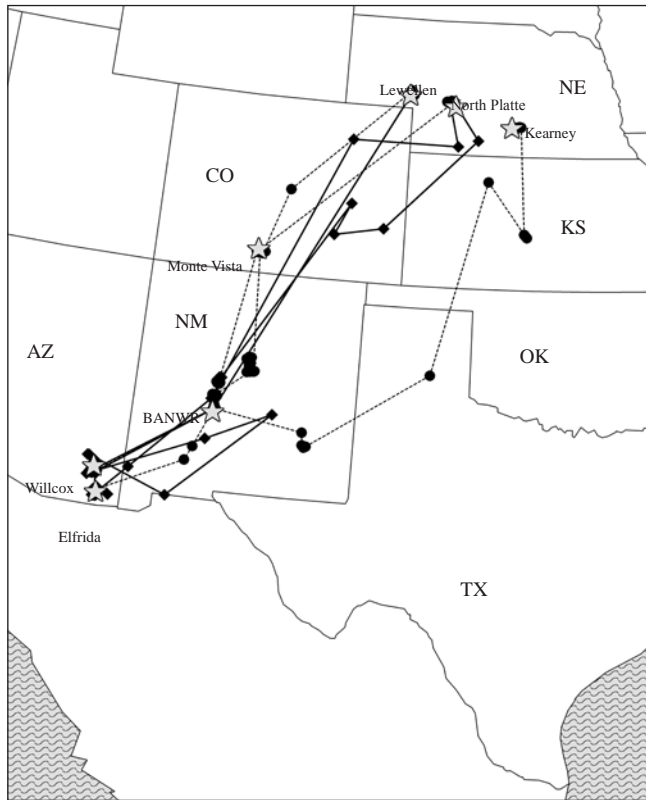 Lewellen
NE
North Platte
Kearney
CO
KS
Monte Vista
NM
AZ
OK
BANWR
Willcox
Elfrida
TX